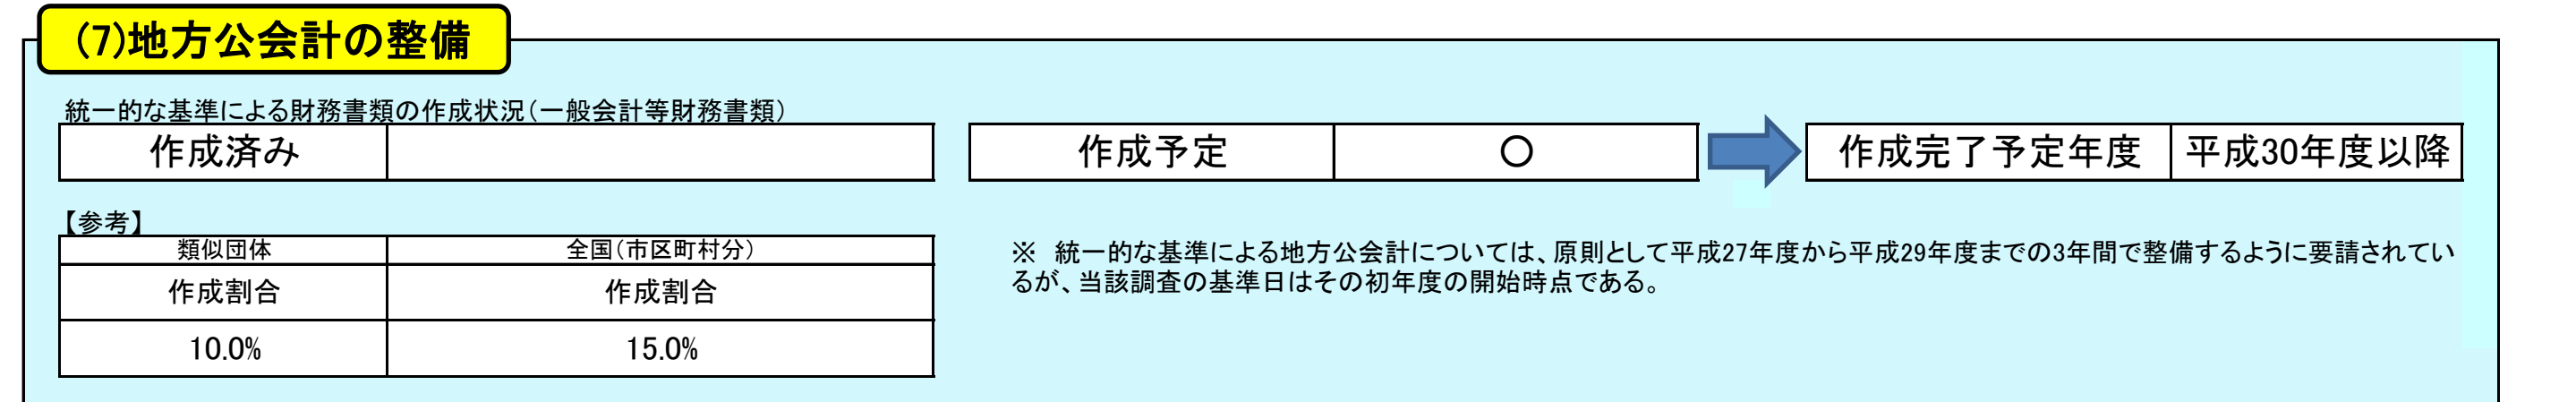 (7)地方公会計の整備
統一的な基準による財務書類の作成状況(一般会計等財務書類)
作成済み
作成予定 ○
作成完了予定年度 平成30年度以降
【参考】
類似団体 全国(市区町村分)
作成割合 作成割合
10.0% 15.0%
※ 統一的な基準による地方公会計については、原則として平成27年度から平成29年度までの3年間で整備するように要請されてい
るが、当該調査の基準日はその初年度の開始時点である。